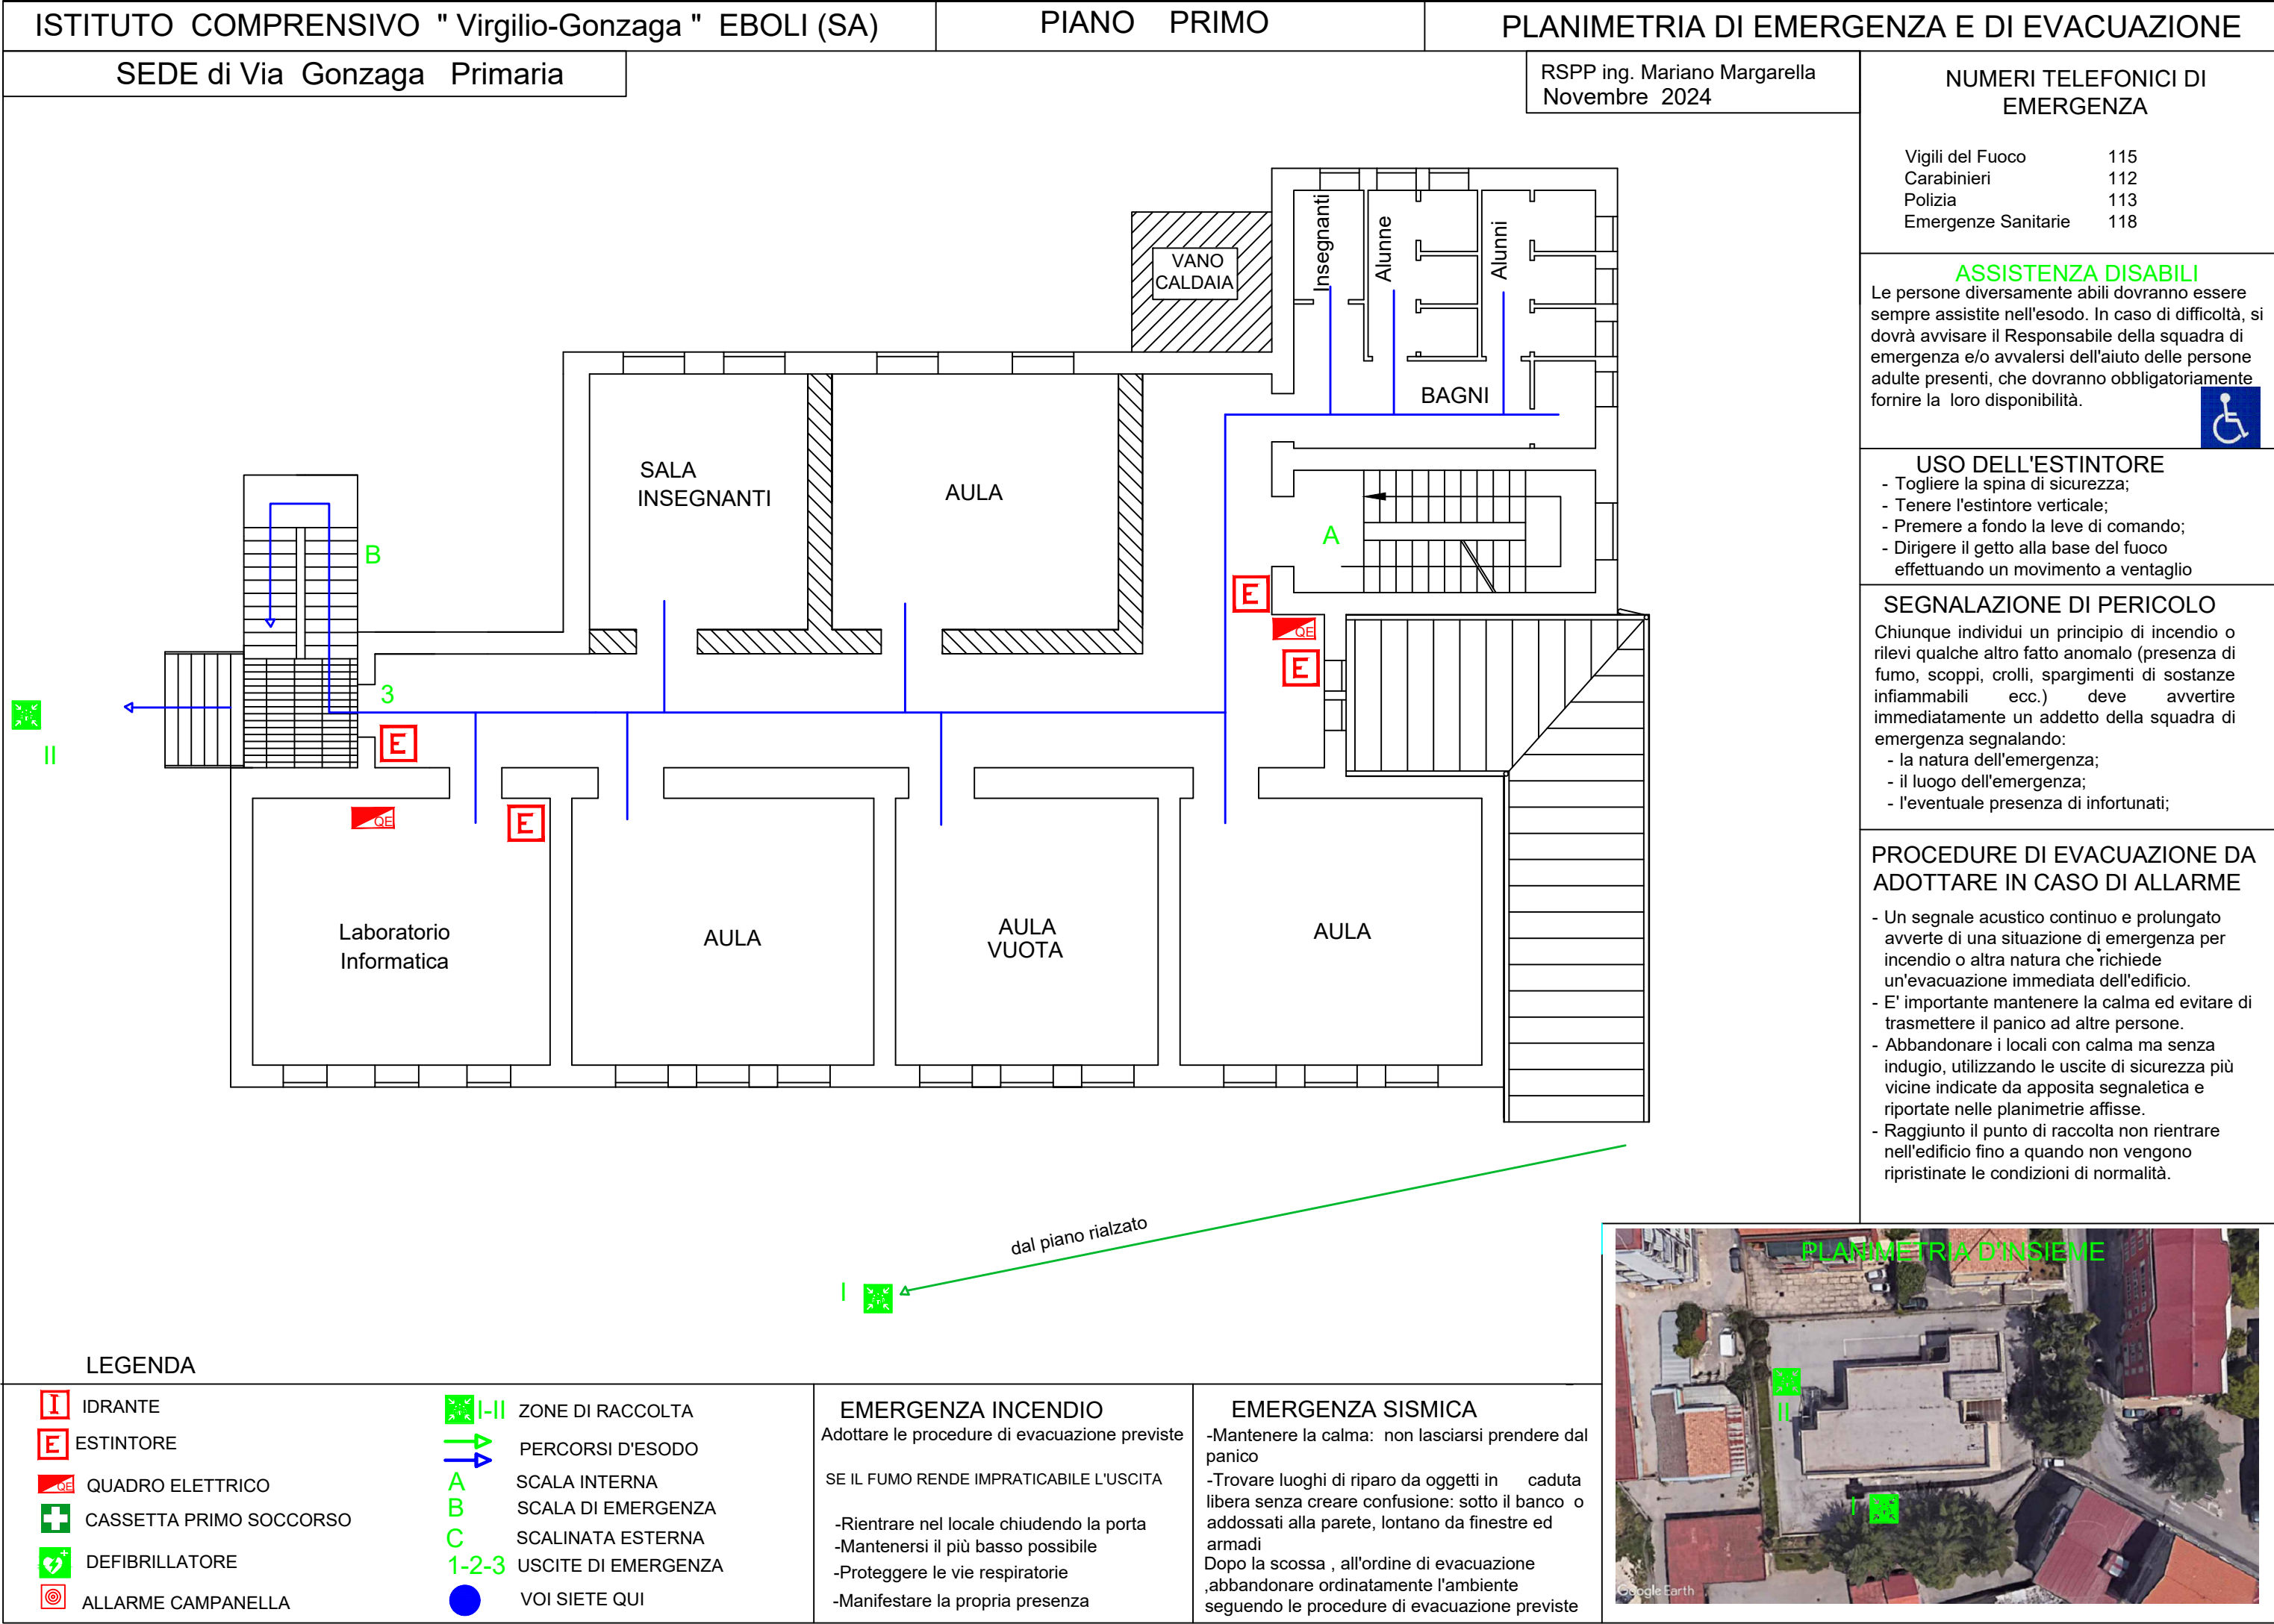 ISTITUTO COMPRENSIVO " Virgilio-Gonzaga " EBOLI (SA)
PIANO PRIMO
PLANIMETRIA DI EMERGENZA E DI EVACUAZIONE
SEDE di Via Gonzaga Primaria
RSPP ing. Mariano Margarella
Novembre 2024
NUMERI TELEFONICI DI
EMERGENZA
Vigili del Fuoco 115
Carabinieri 112
Polizia 113
Emergenze Sanitarie 118
ASSISTENZA DISABILI
Le persone diversamente abili dovranno essere
sempre assistite nell'esodo. In caso di difficoltà, si
dovrà avvisare il Responsabile della squadra di
emergenza e/o avvalersi dell'aiuto delle persone
adulte presenti, che dovranno obbligatoriamente
fornire la loro disponibilità.
USO DELL'ESTINTORE
- Togliere la spina di sicurezza;
- Tenere l'estintore verticale;
- Premere a fondo la leve di comando;
- Dirigere il getto alla base del fuoco
effettuando un movimento a ventaglio
SEGNALAZIONE DI PERICOLO
Chiunque individui un principio di incendio o
rilevi qualche altro fatto anomalo (presenza di
fumo, scoppi, crolli, spargimenti di sostanze
infiammabili ecc.) deve avvertire
immediatamente un addetto della squadra di
emergenza segnalando:
- la natura dell'emergenza;
- il luogo dell'emergenza;
- l'eventuale presenza di infortunati;
PROCEDURE DI EVACUAZIONE DA
ADOTTARE IN CASO DI ALLARME
- Un segnale acustico continuo e prolungato
avverte di una situazione di emergenza per
incendio o altra natura che richiede
un'evacuazione immediata dell'edificio.
- E' importante mantenere la calma ed evitare di
trasmettere il panico ad altre persone.
- Abbandonare i locali con calma ma senza
indugio, utilizzando le uscite di sicurezza più
vicine indicate da apposita segnaletica e
riportate nelle planimetrie affisse.
- Raggiunto il punto di raccolta non rientrare
nell'edificio fino a quando non vengono
ripristinate le condizioni di normalità.
Insegnanti
Alunne
Alunni
VANO
CALDAIA
BAGNI
SALA
INSEGNANTI
AULA
A
B
E
QE
E
3
E
II
QE
E
Laboratorio
Informatica
AULA
AULA
VUOTA
AULA
dal piano rialzato
I
PLANIMETRIA D'INSIEME
II
I
Google Earth
LEGENDA
I IDRANTE
E ESTINTORE
QE QUADRO ELETTRICO
CASSETTA PRIMO SOCCORSO
DEFIBRILLATORE
ALLARME CAMPANELLA
I-II ZONE DI RACCOLTA
PERCORSI D'ESODO
A SCALA INTERNA
B SCALA DI EMERGENZA
C SCALINATA ESTERNA
1-2-3 USCITE DI EMERGENZA
VOI SIETE QUI
EMERGENZA INCENDIO
Adottare le procedure di evacuazione previste
SE IL FUMO RENDE IMPRATICABILE L'USCITA
-Rientrare nel locale chiudendo la porta
-Mantenersi il più basso possibile
-Proteggere le vie respiratorie
-Manifestare la propria presenza
EMERGENZA SISMICA
-Mantenere la calma: non lasciarsi prendere dal
panico
-Trovare luoghi di riparo da oggetti in caduta
libera senza creare confusione: sotto il banco o
addossati alla parete, lontano da finestre ed
armadi
Dopo la scossa , all'ordine di evacuazione
,abbandonare ordinatamente l'ambiente
seguendo le procedure di evacuazione previste